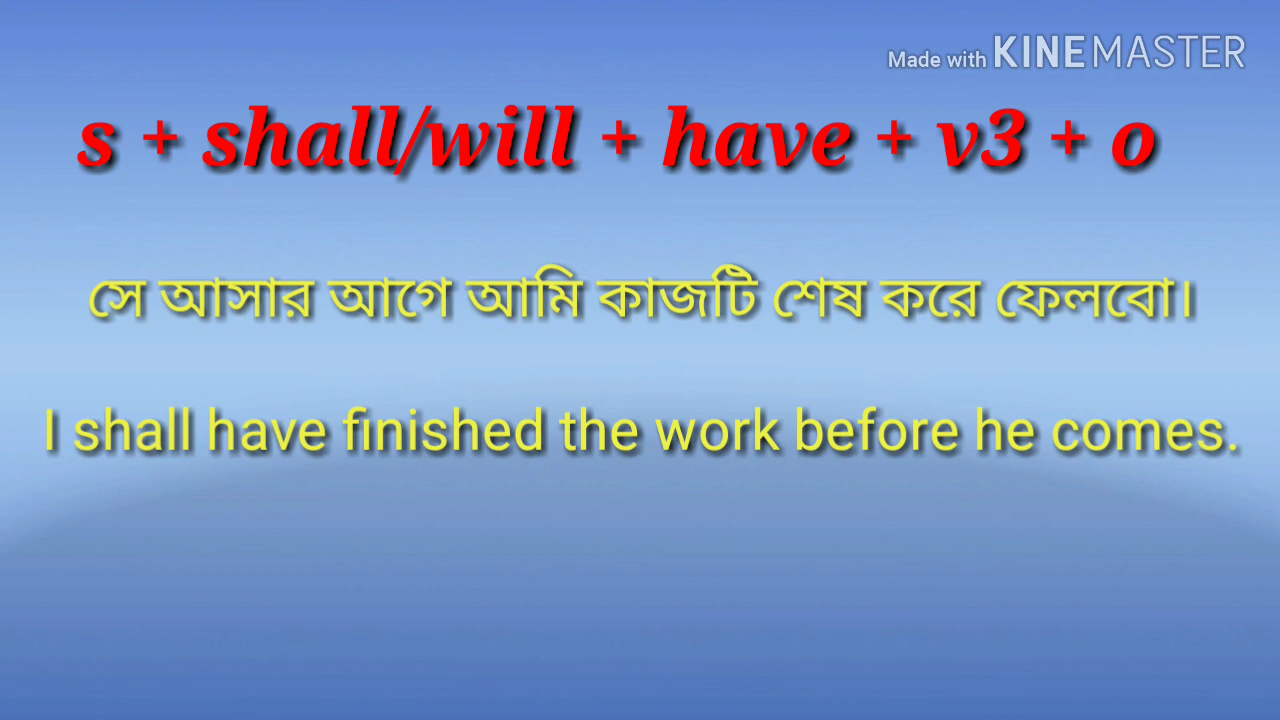 Made with KINEMASTER
s + shall/will + have + v3 + o
সে আসার আগে আমি কাজটি শেষ করে ফেলবো।
I shall have finished the work before he comes.